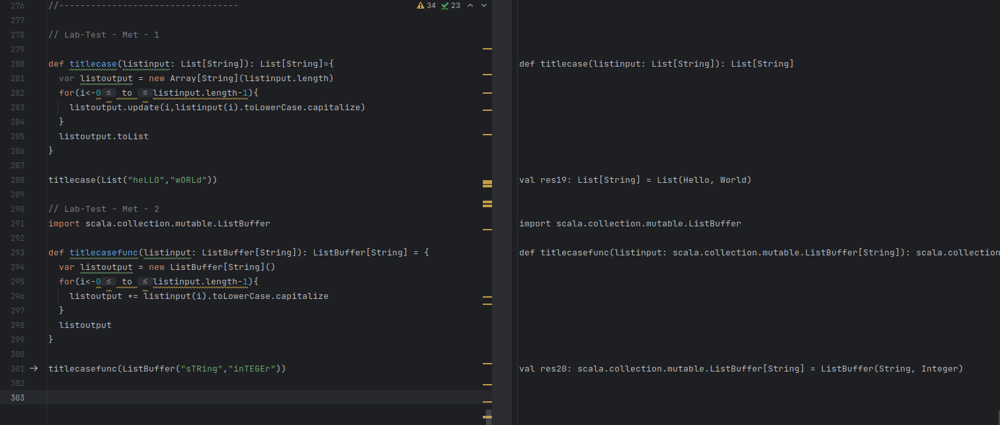 276 //----------------------------------
34 23
277
278 // Lab-Test - Met - 1
279
280 def titlecase(listinput: List[String]): List[String]={ def titlecase(listinput: List[String]): List[String]
281 var listoutput = new Array[String](listinput.length)
282 for(i<-0 ≤ to ≤ listinput.length-1){
283 listoutput.update(i,listinput(i).toLowerCase.capitalize)
284 }
285 listoutput.toList
286 }
287
288 titlecase(List("heLLO","wORLd")) val res19: List[String] = List(Hello, World)
289
290 // Lab-Test - Met - 2
291 import scala.collection.mutable.ListBuffer import scala.collection.mutable.ListBuffer
292
293 def titlecasefunc(listinput: ListBuffer[String]): ListBuffer[String] = { def titlecasefunc(listinput: scala.collection.mutable.ListBuffer[String]): scala.collection
294 var listoutput = new ListBuffer[String]()
295 for(i<-0 ≤ to ≤ listinput.length-1){
296 listoutput += listinput(i).toLowerCase.capitalize
297 }
298 listoutput
299 }
300
301 titlecasefunc(ListBuffer("sTRing","inTEGEr")) val res20: scala.collection.mutable.ListBuffer[String] = ListBuffer(String, Integer)
302
303